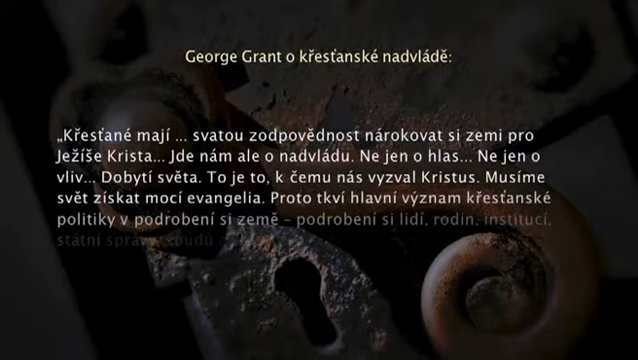 George Grant o křesťanské nadvládě:
„Křesťané mají ... svatou zodpovědnost nárokovat si zemi pro
Ježíše Krista... Jde nám ale o nadvládu. Ne jen o hlas... Ne jen o
vliv... Dobytí světa. To je to, k čemu nás vyzval Kristus. Musíme
svět získat mocí evangelia. Proto tkví hlavní význam křesťanské
politiky v podrobení si země – podrobení si lidí, rodin, institucí,
státní správy,